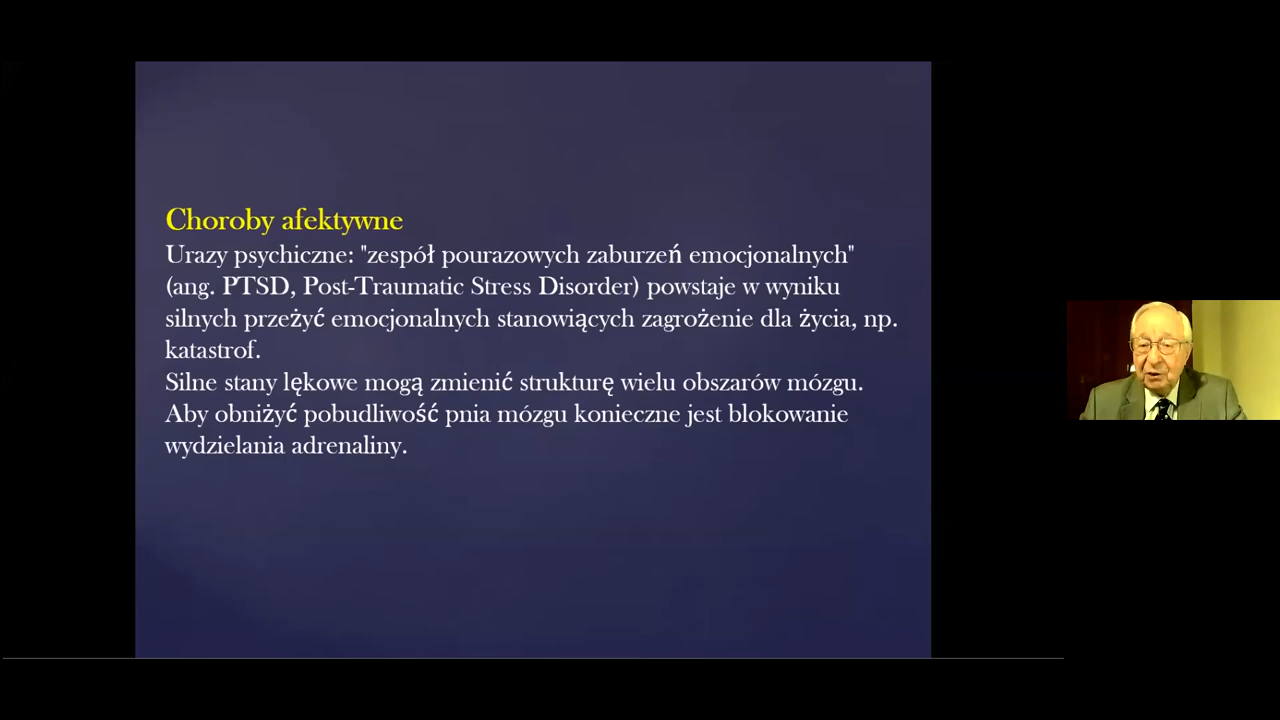 Choroby afektywne
Urazy psychiczne: "zespół pourazowych zaburzeń emocjonalnych"
(ang. PTSD, Post-Traumatic Stress Disorder) powstaje w wyniku
silnych przeżyć emocjonalnych stanowiących zagrożenie dla życia, np.
katastrof.
Silne stany lękowe mogą zmienić strukturę wielu obszarów mózgu.
Aby obniżyć pobudliwość pnia mózgu konieczne jest blokowanie
wydzielania adrenaliny.